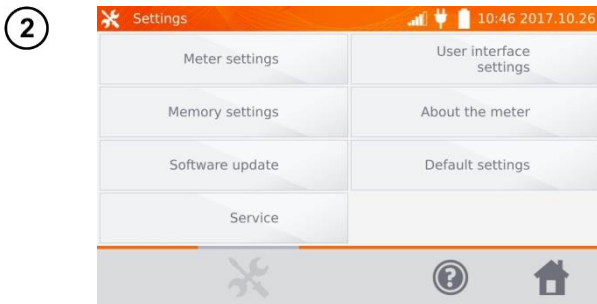 2
Settings
10:46 2017.10.26
Meter settings
User interface
settings
Memory settings
About the meter
Software update
Default settings
Service
?